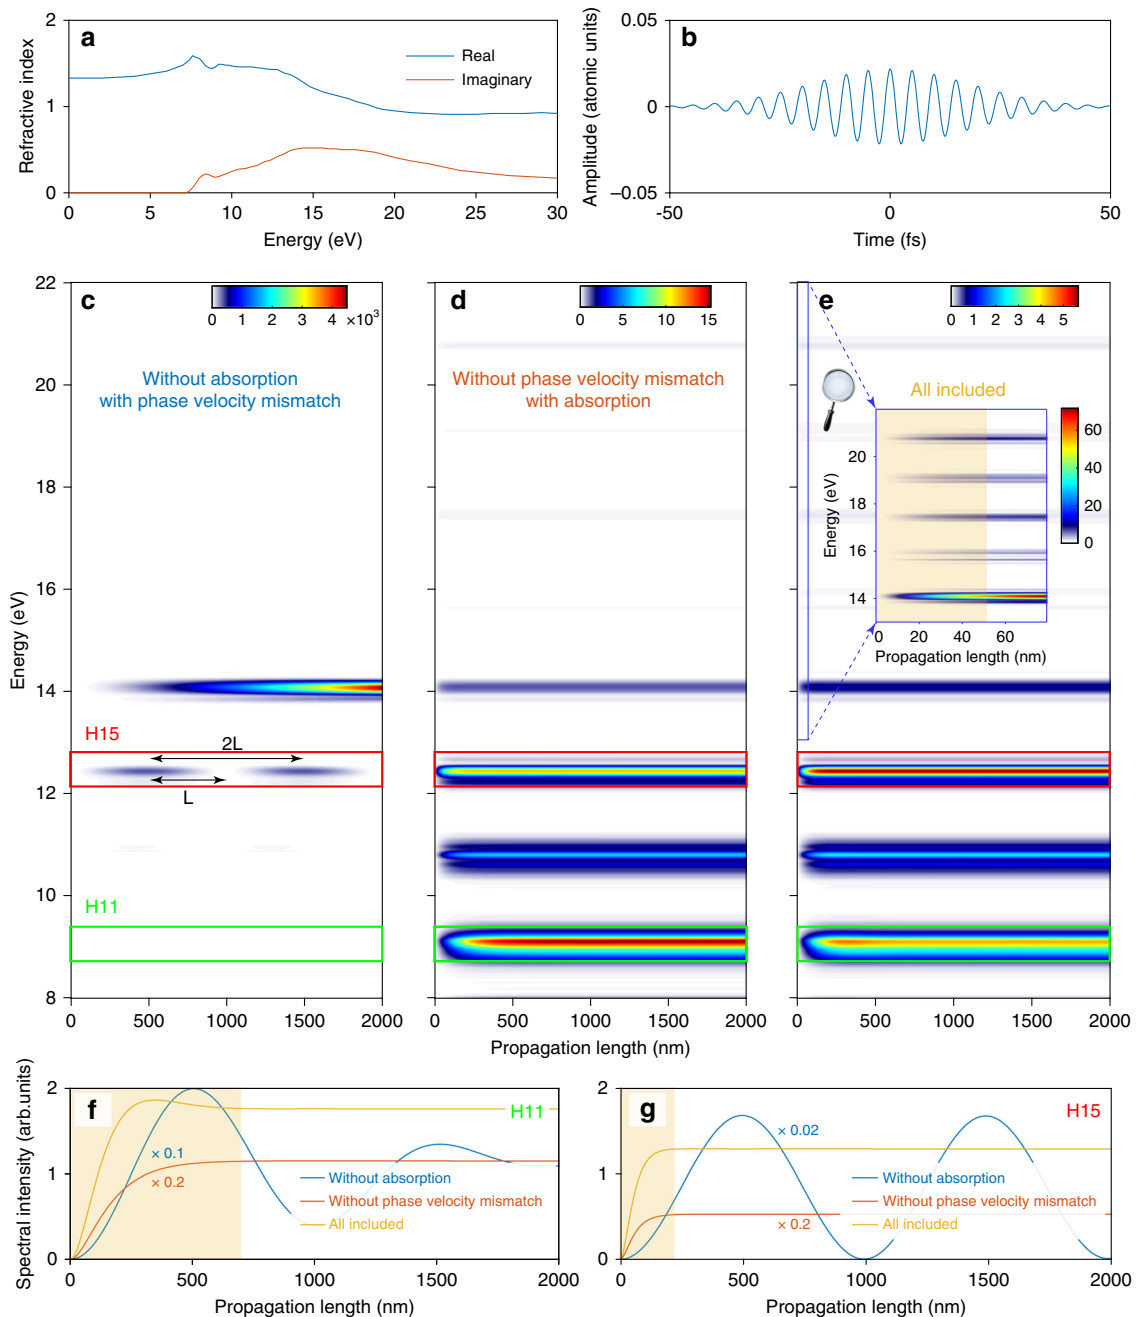 a
Refractive index
2
1
0
Real
Imaginary
0 5 10 15 20 25 30
Energy (eV)
b
Amplitude (atomic units)
0.05
0
−0.05
-50 0 50
Time (fs)
c
0 1 2 3 4 ×10³
Without absorption
with phase velocity mismatch
Energy (eV)
22
20
18
16
14
12
10
8
H15
2L
L
H11
0 500 1000 1500 2000
d
0 5 10 15
Without phase velocity mismatch
with absorption
0 500 1000 1500 2000
Propagation length (nm)
e
0 1 2 3 4 5
All included
Energy (eV)
20
18
16
14
0 20 40 60
Propagation length (nm)
60
40
20
0
0 500 1000 1500 2000
f
Spectral intensity (arb.units)
2
1
0
H11
× 0.1
× 0.2
Without absorption
Without phase velocity mismatch
All included
0 500 1000 1500 2000
Propagation length (nm)
g
2
1
0
H15
× 0.02
Without absorption
Without phase velocity mismatch
× 0.2
All included
0 500 1000 1500 2000
Propagation length (nm)